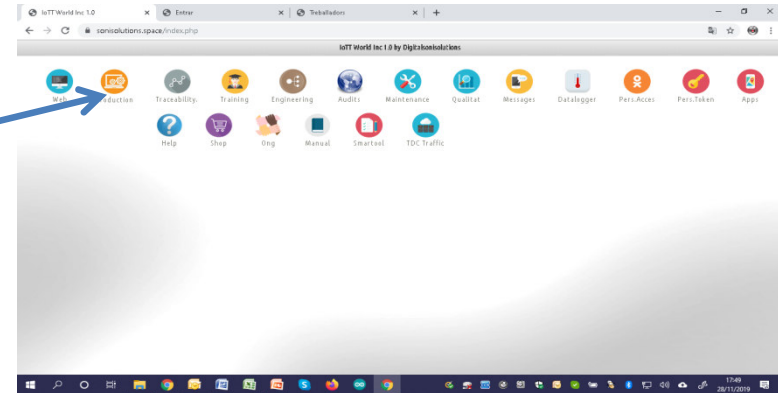 IoTT World Inc 1.0 Entrar Treballadors
sonisolutions.space/index.php
IoTT World Inc 1.0 by Digitalsonisolutions
Web Production Traceability. Training Engineering Audits Maintenance Qualitat Messages Datalogger Pers.Acces Pers.Token Apps
Help Shop Ong Manual Smartool TDC Traffic
17:49
28/11/2019